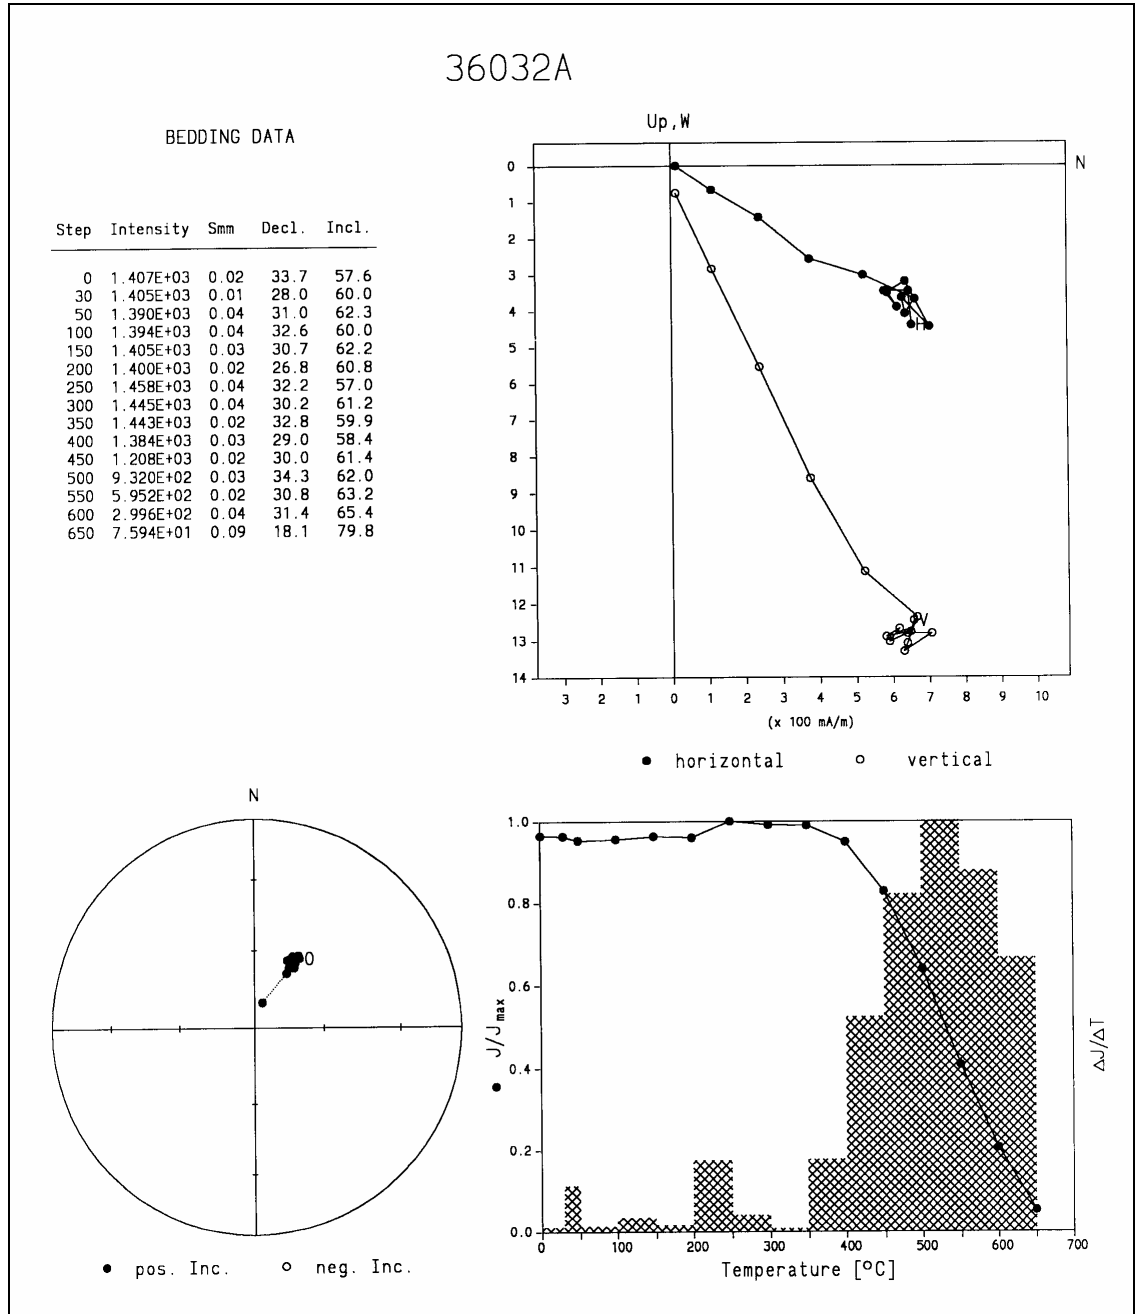 36032A
BEDDING DATA
Step Intensity Smm Decl. Incl.
0 1.407E+03 0.02 33.7 57.6
30 1.405E+03 0.01 28.0 60.0
50 1.390E+03 0.04 31.0 62.3
100 1.394E+03 0.04 32.6 60.0
150 1.405E+03 0.03 30.7 62.2
200 1.400E+03 0.02 26.8 60.8
250 1.458E+03 0.04 32.2 57.0
300 1.445E+03 0.04 30.2 61.2
350 1.443E+03 0.02 32.8 59.9
400 1.384E+03 0.03 29.0 58.4
450 1.208E+03 0.02 30.0 61.4
500 9.320E+02 0.03 34.3 62.0
550 5.952E+02 0.02 30.8 63.2
600 2.996E+02 0.04 31.4 65.4
650 7.594E+01 0.09 18.1 79.8
Up,W
N
0
1
2
3
4
5
6
7
8
9
10
11
12
13
14
H
V
3 2 1 0 1 2 3 4 5 6 7 8 9 10
(x 100 mA/m)
● horizontal ○ vertical
N
0
● pos. Inc. ○ neg. Inc.
1.0
0.8
0.6
0.4
0.2
0.0
● J/Jmax
ΔJ/ΔT
0 100 200 300 400 500 600 700
Temperature [°C]